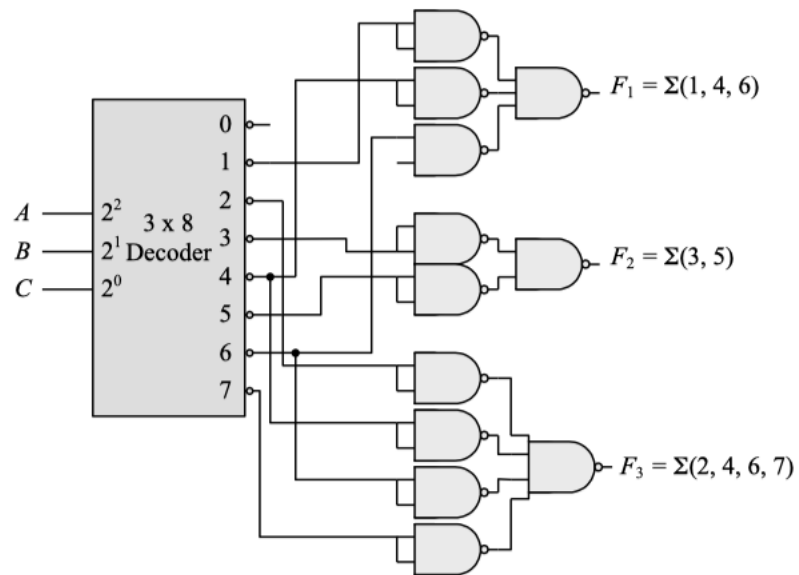 F₁ = Σ(1, 4, 6)
0
1
2
A 2² 3 x 8
B 2¹ Decoder 3
F₂ = Σ(3, 5)
C 2⁰ 4
5
6
7
F₃ = Σ(2, 4, 6, 7)